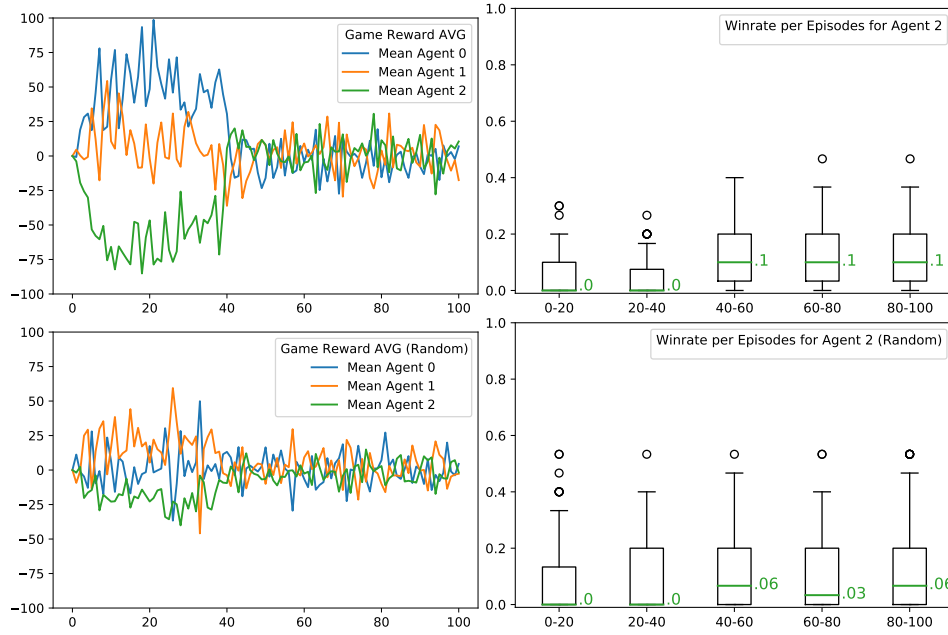 100
75
50
25
0
−25
−50
−75
−100
0 20 40 60 80 100
Game Reward AVG
Mean Agent 0
Mean Agent 1
Mean Agent 2
1.0
0.8
0.6
0.4
0.2
0.0
Winrate per Episodes for Agent 2
.0 .0 .1 .1 .1
0-20 20-40 40-60 60-80 80-100
100
75
50
25
0
−25
−50
−75
−100
0 20 40 60 80 100
Game Reward AVG (Random)
Mean Agent 0
Mean Agent 1
Mean Agent 2
1.0
0.8
0.6
0.4
0.2
0.0
Winrate per Episodes for Agent 2 (Random)
.0 .0 .06 .03 .06
0-20 20-40 40-60 60-80 80-100